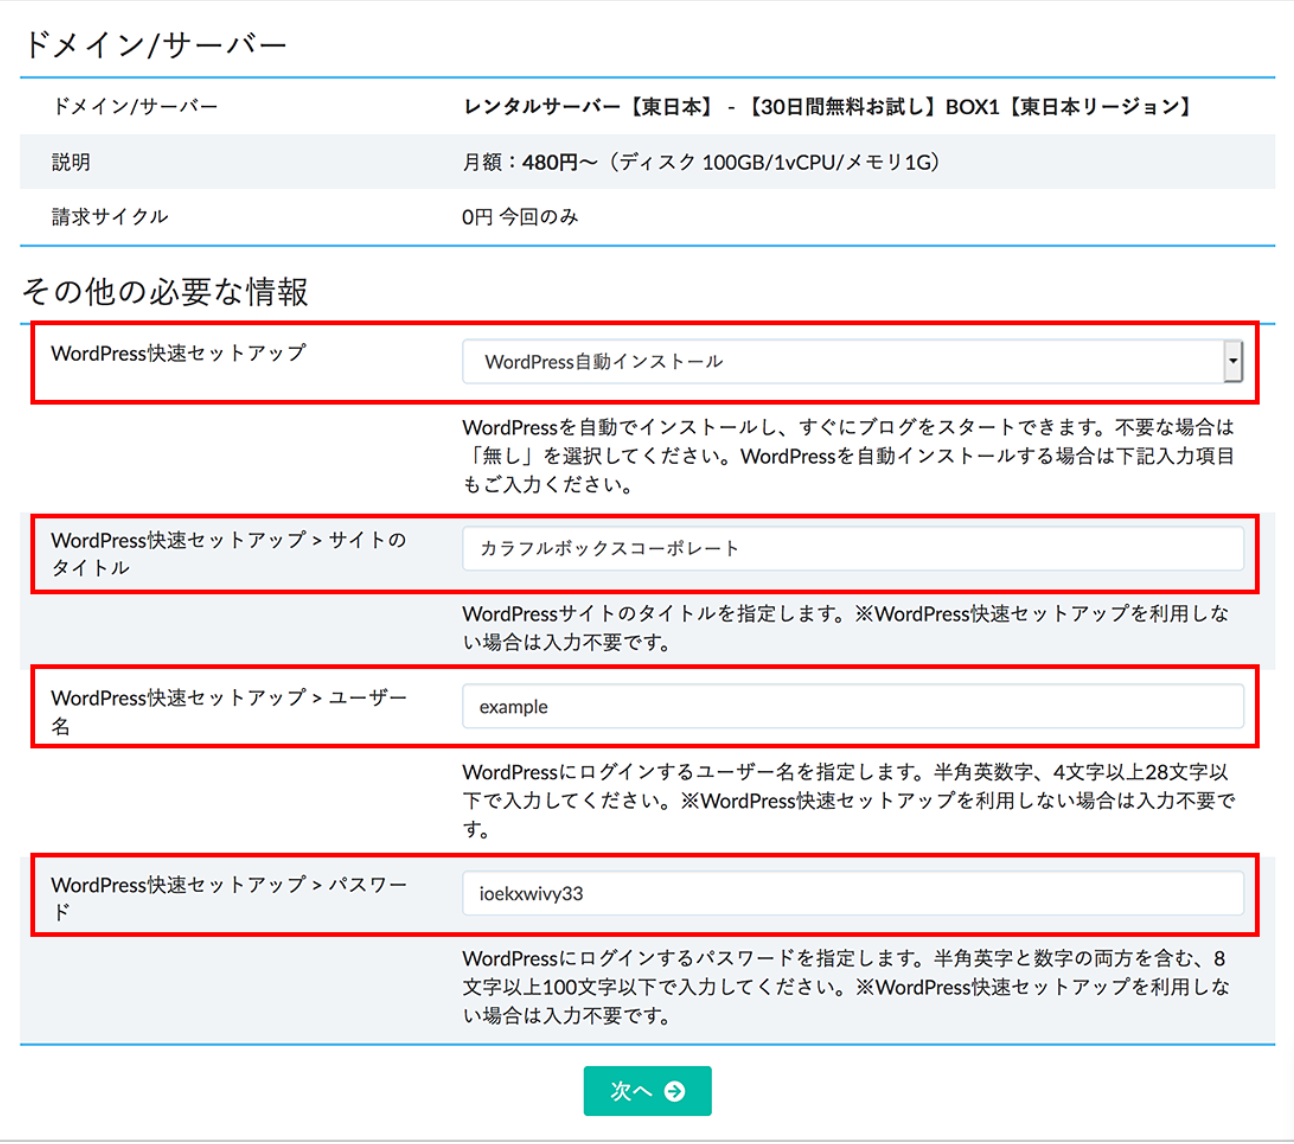 ドメイン/サーバー
ドメイン/サーバー
レンタルサーバー【東日本】 - 【30日間無料お試し】BOX1【東日本リージョン】
説明
月額：480円〜（ディスク 100GB/1vCPU/メモリ1G）
請求サイクル
0円 今回のみ
その他の必要な情報
WordPress快速セットアップ
WordPress自動インストール
WordPressを自動でインストールし、すぐにブログをスタートできます。不要な場合は
「無し」を選択してください。WordPressを自動インストールする場合は下記入力項目
もご入力ください。
WordPress快速セットアップ > サイトの
タイトル
カラフルボックスコーポレート
WordPressサイトのタイトルを指定します。※WordPress快速セットアップを利用しな
い場合は入力不要です。
WordPress快速セットアップ > ユーザー
名
example
WordPressにログインするユーザー名を指定します。半角英数字、4文字以上28文字以
下で入力してください。※WordPress快速セットアップを利用しない場合は入力不要で
す。
WordPress快速セットアップ > パスワー
ド
ioekxwivy33
WordPressにログインするパスワードを指定します。半角英字と数字の両方を含む、8
文字以上100文字以下で入力してください。※WordPress快速セットアップを利用しな
い場合は入力不要です。
次へ